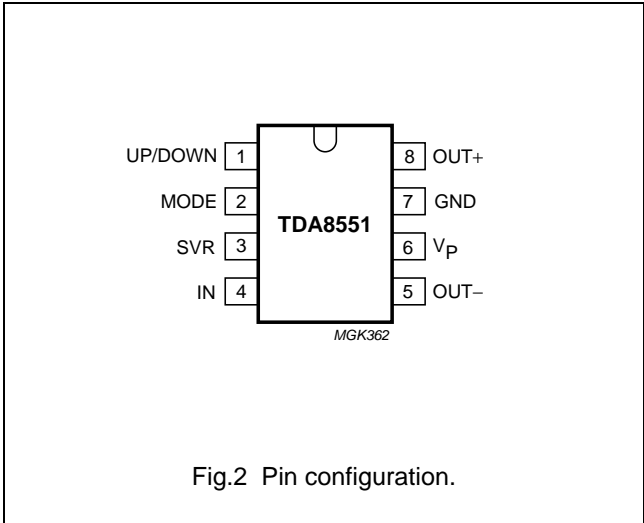 UP/DOWN 1 8 OUT+
MODE 2 7 GND
TDA8551
SVR 3 6 VP
IN 4 5 OUT−
MGK362
Fig.2 Pin configuration.